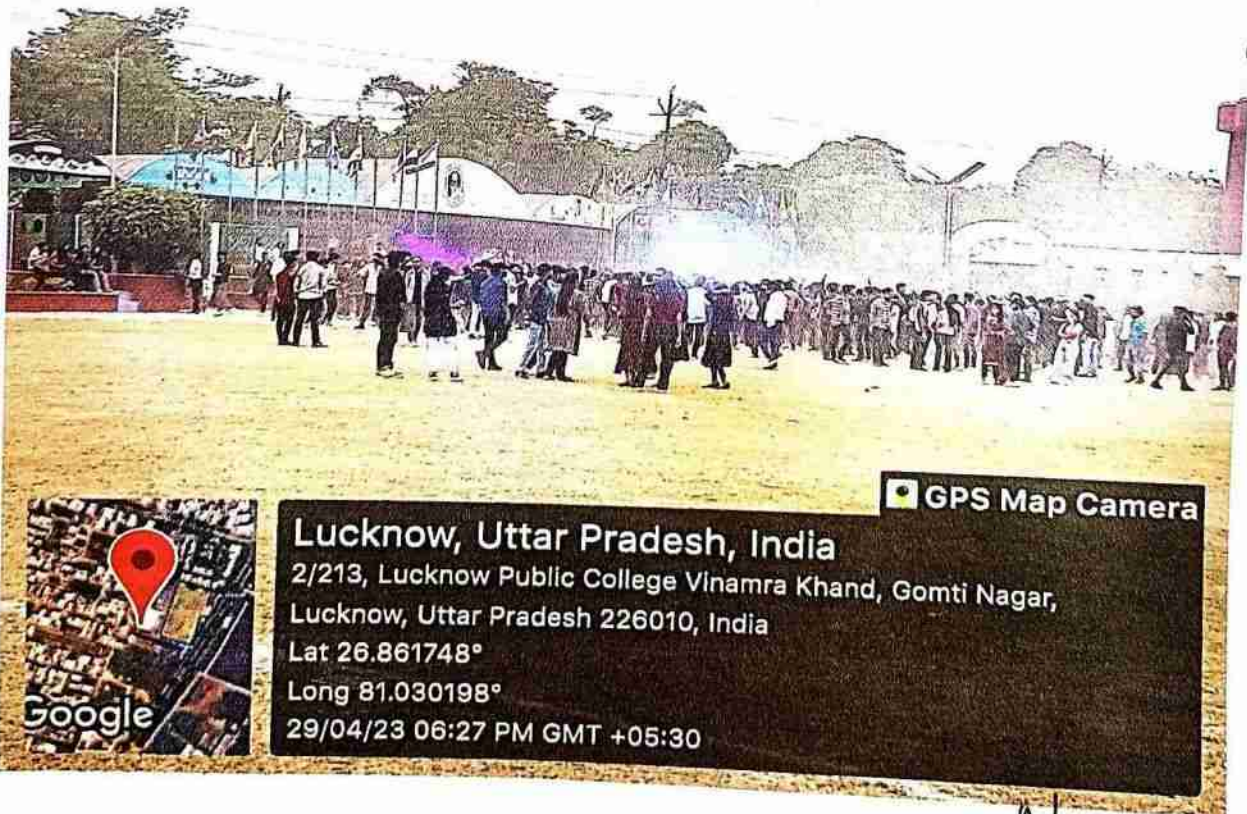 GPS Map Camera
Lucknow, Uttar Pradesh, India
2/213, Lucknow Public College Vinamra Khand, Gomti Nagar,
Lucknow, Uttar Pradesh 226010, India
Lat 26.861748°
Long 81.030198°
29/04/23 06:27 PM GMT +05:30
Google